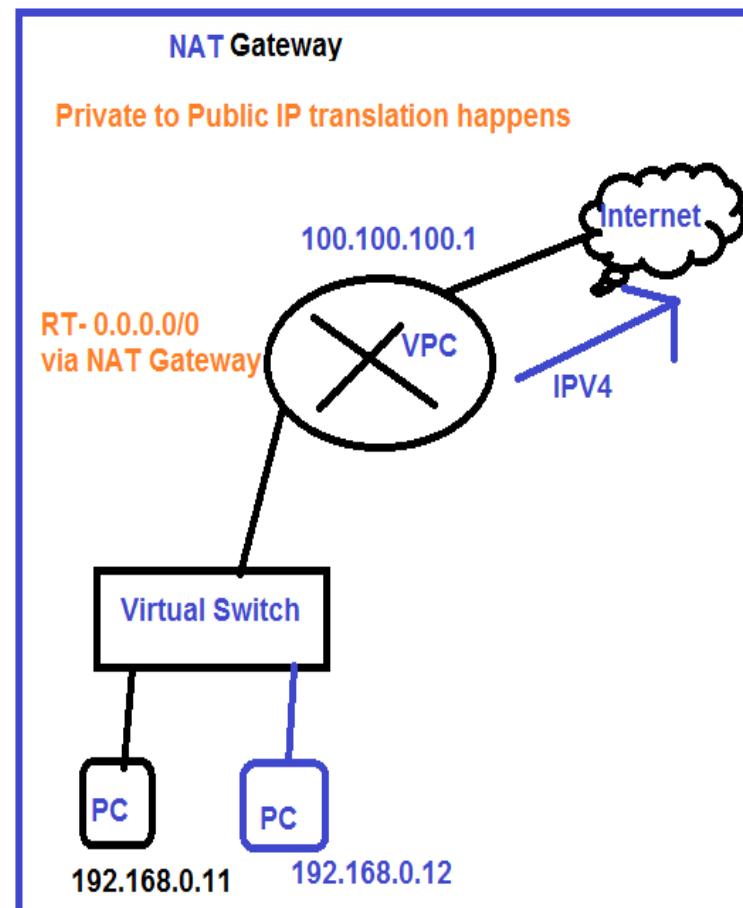 NAT Gateway
Private to Public IP translation happens
Internet
100.100.100.1
RT- 0.0.0.0/0
via NAT Gateway
VPC
IPV4
Virtual Switch
PC
PC
192.168.0.11
192.168.0.12